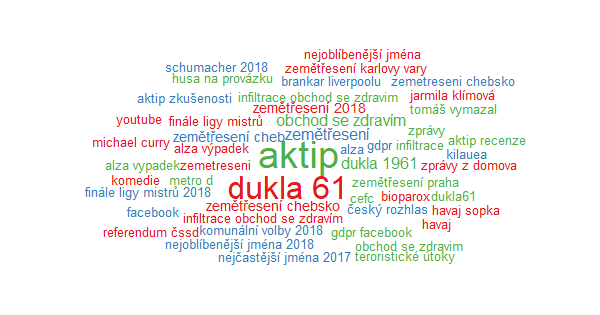 nejoblíbenější jména
schumacher 2018 zemětřesení karlovy vary
husa na provázku brankar liverpoolu zemetreseni chebsko
aktip zkušenosti infiltrace obchod se zdravim jarmila klímová
zemětřesení 2018 tomáš vymazal
youtube finále ligy mistrů obchod se zdravím
zemětřesení cheb zemětřesení zprávy
michael curry alza výpadek aktip alza gdpr infiltrace aktip recenze
kilauea
alza vypadek zemetreseni dukla 1961 zprávy z domova
komedie metro d dukla 61 zemětřesení praha
finále ligy mistrů 2018 cefc bioparox dukla61
zemětřesení chebsko český rozhlas havaj sopka
facebook infiltrace obchod se zdravím havaj
referendum čssd komunální volby 2018 gdpr facebook
nejoblíbenější jména 2018 obchod se zdravim
nejčastější jména 2017 teroristické útoky